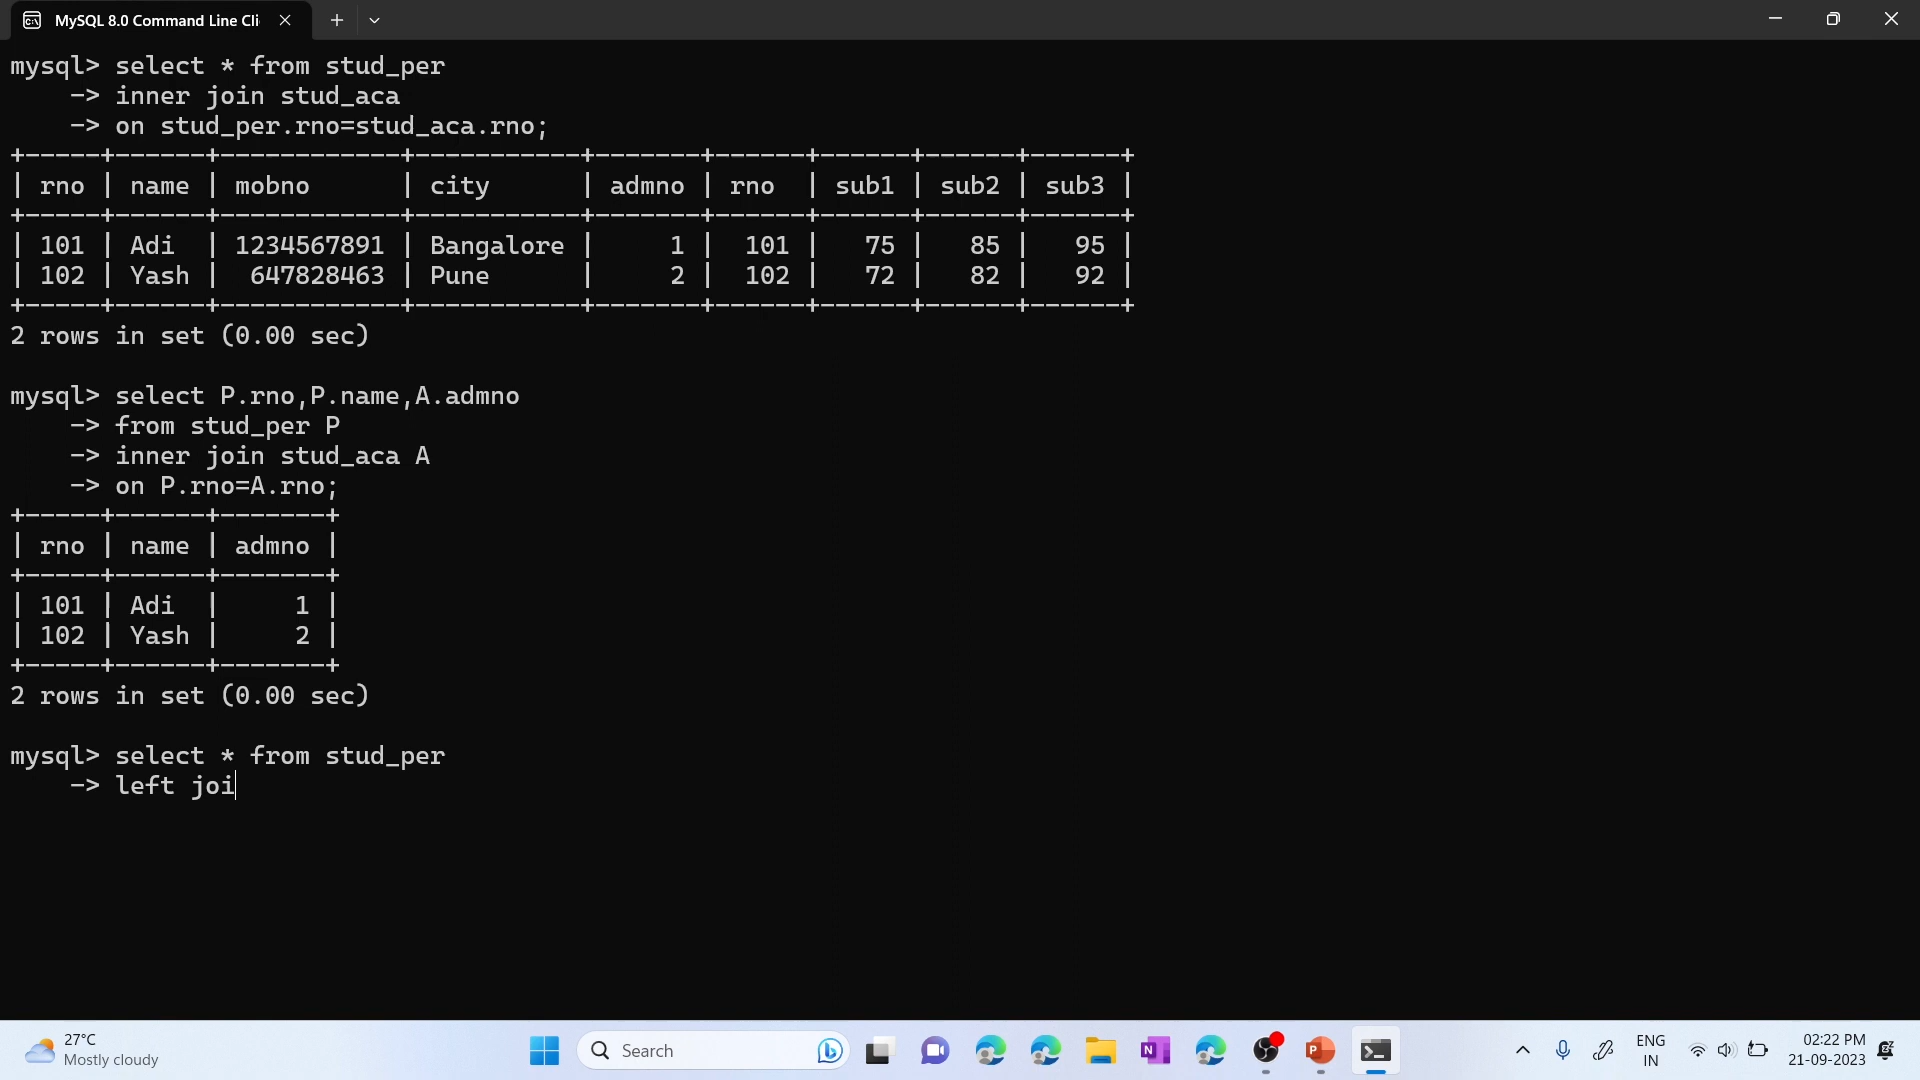 MySQL 8.0 Command Line Cli
mysql> select * from stud_per
    -> inner join stud_aca
    -> on stud_per.rno=stud_aca.rno;
+-----+------+------------+-----------+-------+------+------+------+------+
| rno | name | mobno      | city      | admno | rno  | sub1 | sub2 | sub3 |
+-----+------+------------+-----------+-------+------+------+------+------+
| 101 | Adi  | 1234567891 | Bangalore |     1 |  101 |   75 |   85 |   95 |
| 102 | Yash |  647828463 | Pune      |     2 |  102 |   72 |   82 |   92 |
+-----+------+------------+-----------+-------+------+------+------+------+
2 rows in set (0.00 sec)
mysql> select P.rno,P.name,A.admno
    -> from stud_per P
    -> inner join stud_aca A
    -> on P.rno=A.rno;
+-----+------+-------+
| rno | name | admno |
+-----+------+-------+
| 101 | Adi  |     1 |
| 102 | Yash |     2 |
+-----+------+-------+
2 rows in set (0.00 sec)
mysql> select * from stud_per
    -> left joi
27°C
Mostly cloudy
Search
ENG
IN
02:22 PM
21-09-2023